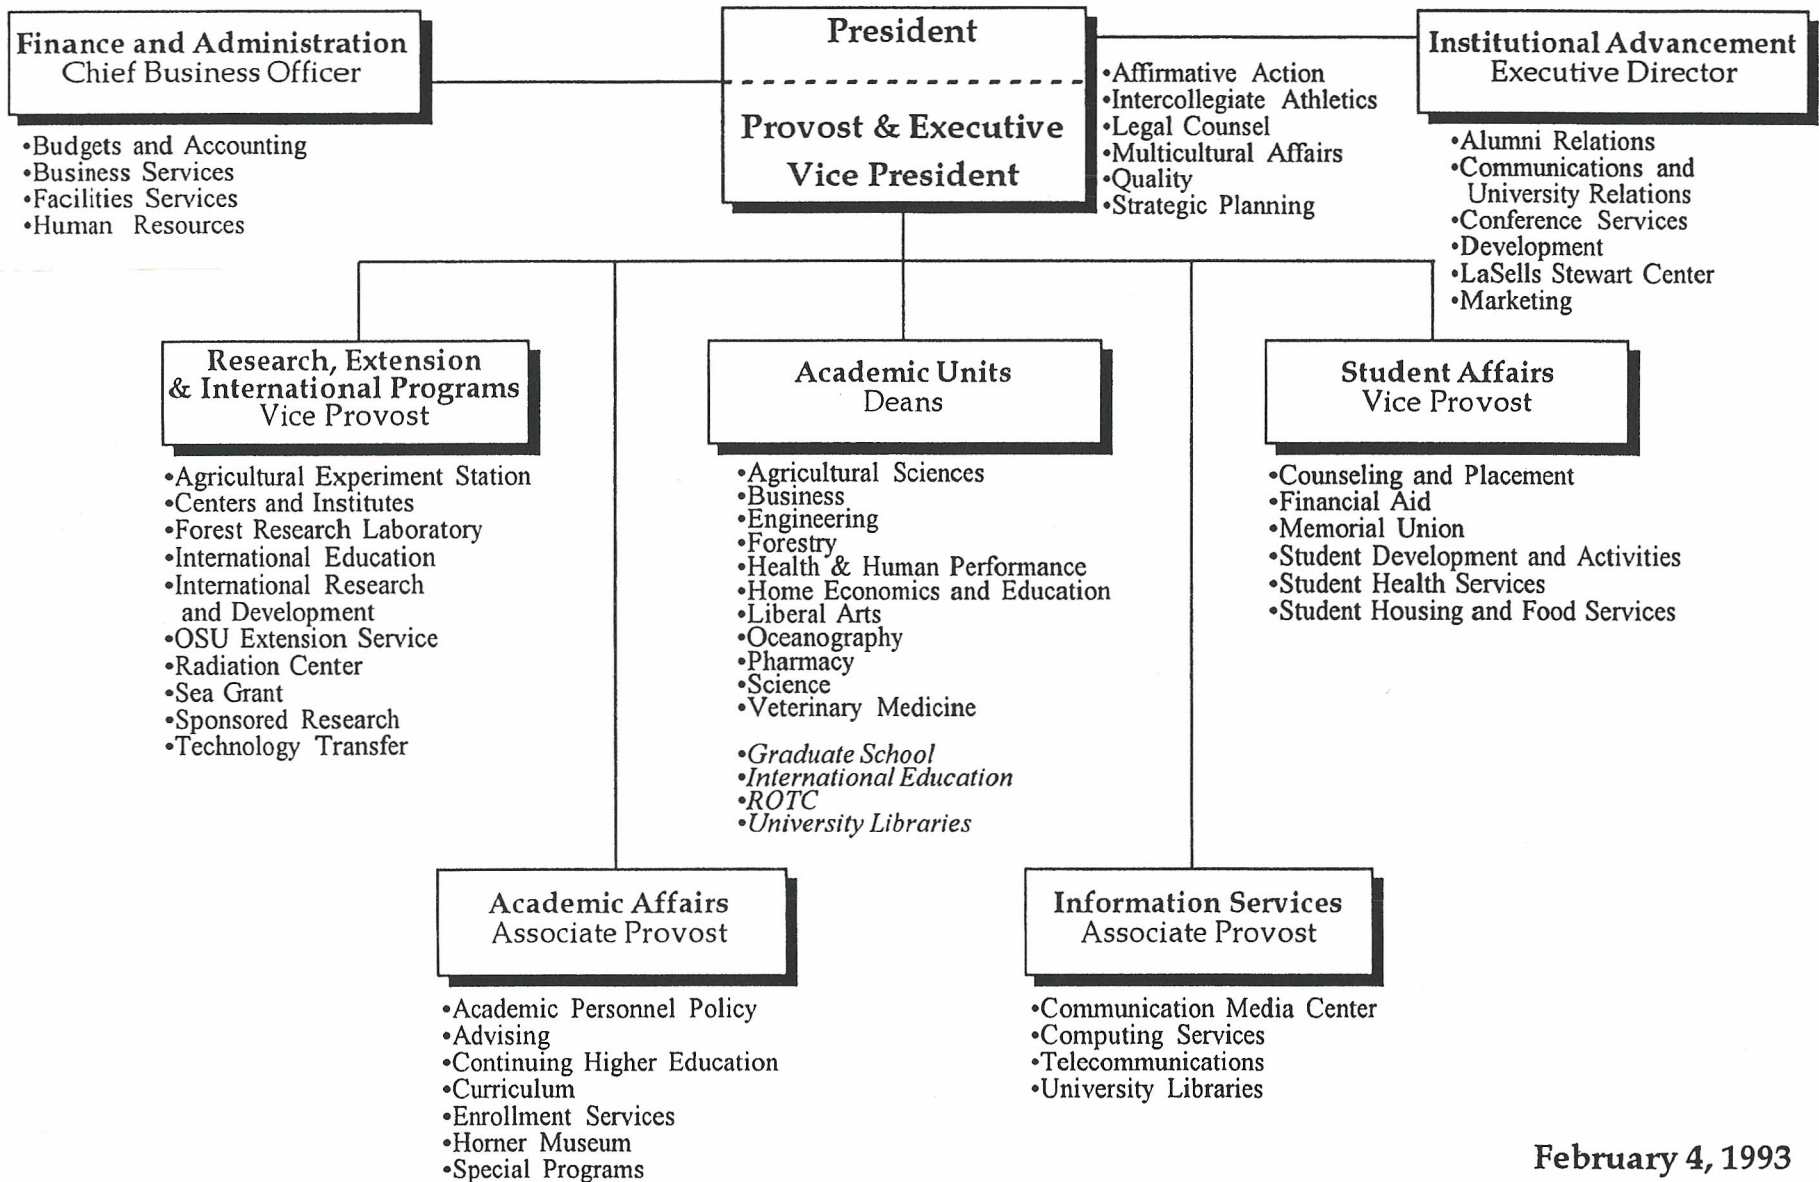 Finance and Administration
Chief Business Officer
•Budgets and Accounting
•Business Services
•Facilities Services
•Human Resources
President
Provost & Executive
Vice President
•Affirmative Action
•Intercollegiate Athletics
•Legal Counsel
•Multicultural Affairs
•Quality
•Strategic Planning
Institutional Advancement
Executive Director
•Alumni Relations
•Communications and
University Relations
•Conference Services
•Development
•LaSells Stewart Center
•Marketing
Research, Extension
& International Programs
Vice Provost
•Agricultural Experiment Station
•Centers and Institutes
•Forest Research Laboratory
•International Education
•International Research
and Development
•OSU Extension Service
•Radiation Center
•Sea Grant
•Sponsored Research
•Technology Transfer
Academic Units
Deans
•Agricultural Sciences
•Business
•Engineering
•Forestry
•Health & Human Performance
•Home Economics and Education
•Liberal Arts
•Oceanography
•Pharmacy
•Science
•Veterinary Medicine
•Graduate School
•International Education
•ROTC
•University Libraries
Student Affairs
Vice Provost
•Counseling and Placement
•Financial Aid
•Memorial Union
•Student Development and Activities
•Student Health Services
•Student Housing and Food Services
Academic Affairs
Associate Provost
•Academic Personnel Policy
•Advising
•Continuing Higher Education
•Curriculum
•Enrollment Services
•Horner Museum
•Special Programs
Information Services
Associate Provost
•Communication Media Center
•Computing Services
•Telecommunications
•University Libraries
February 4, 1993